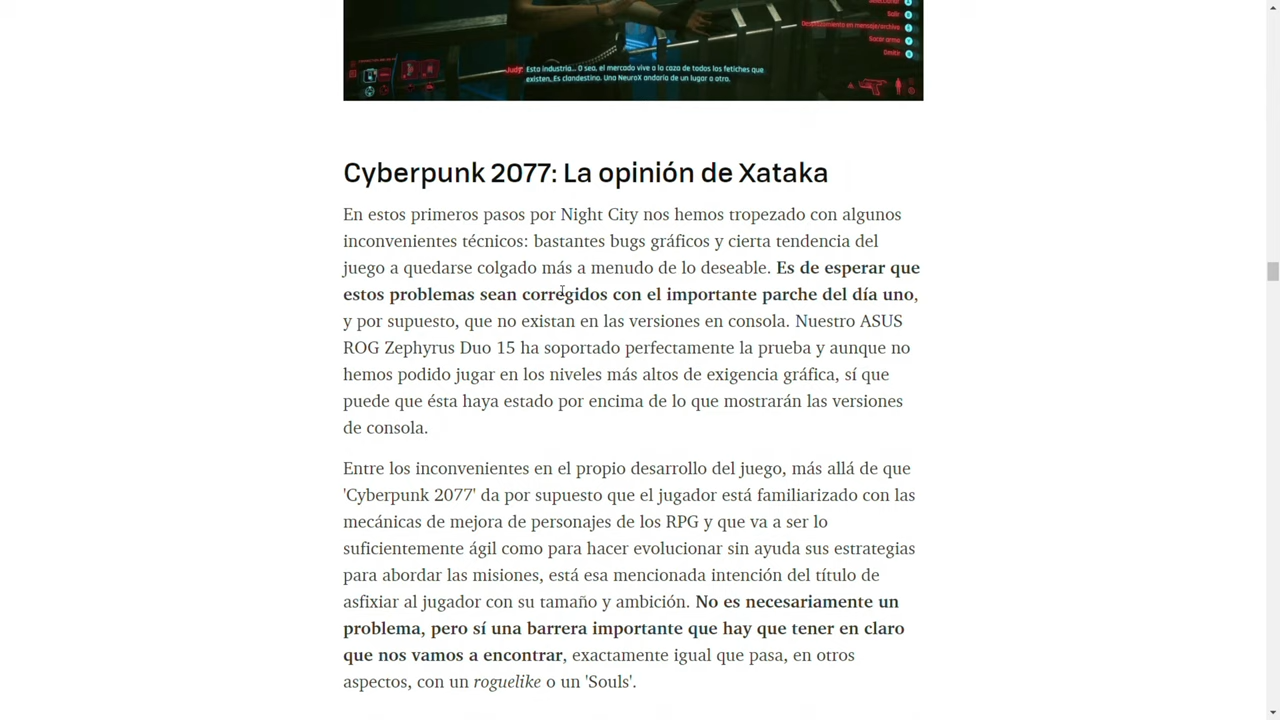 Seleccionar
Salir
Desplazamiento en mensaje/archivo
Sacar arma
Omitir
Judy: Esta industria... O sea, el mercado vive a la caza de todos los fetiches que
existen. Es clandestino. Una NeuroX andaría de un lugar a otro.
Cyberpunk 2077: La opinión de Xataka
En estos primeros pasos por Night City nos hemos tropezado con algunos
inconvenientes técnicos: bastantes bugs gráficos y cierta tendencia del
juego a quedarse colgado más a menudo de lo deseable. Es de esperar que
estos problemas sean corregidos con el importante parche del día uno,
y por supuesto, que no existan en las versiones en consola. Nuestro ASUS
ROG Zephyrus Duo 15 ha soportado perfectamente la prueba y aunque no
hemos podido jugar en los niveles más altos de exigencia gráfica, sí que
puede que ésta haya estado por encima de lo que mostrarán las versiones
de consola.
Entre los inconvenientes en el propio desarrollo del juego, más allá de que
'Cyberpunk 2077' da por supuesto que el jugador está familiarizado con las
mecánicas de mejora de personajes de los RPG y que va a ser lo
suficientemente ágil como para hacer evolucionar sin ayuda sus estrategias
para abordar las misiones, está esa mencionada intención del título de
asfixiar al jugador con su tamaño y ambición. No es necesariamente un
problema, pero sí una barrera importante que hay que tener en claro
que nos vamos a encontrar, exactamente igual que pasa, en otros
aspectos, con un roguelike o un 'Souls'.